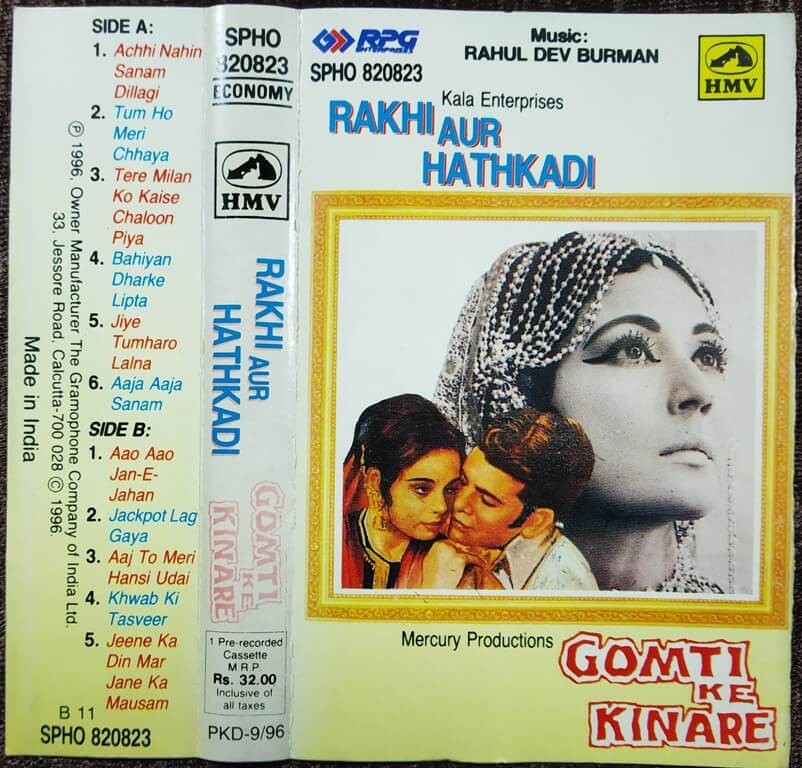 SIDE A:
1. Achhi Nahin
Sanam
Dillagi
2. Tum Ho
Meri
Chhaya
3. Tere Milan
Ko Kaise
Chaloon
Piya
4. Bahiyan
Dharke
Lipta
5. Jiye
Tumharo
Lalna
6. Aaja Aaja
Sanam
SIDE B:
1. Aao Aao
Jan-E-
Jahan
2. Jackpot Lag
Gaya
3. Aaj To Meri
Hansi Udai
4. Khwab Ki
Tasveer
5. Jeene Ka
Din Mar
Jane Ka
Mausam
B 11
SPHO 820823
℗ 1996, Owner Manufacturer The Gramophone Company of India Ltd.
33, Jessore Road, Calcutta-700 028 © 1996.
Made in India
SPHO
820823
ECONOMY
HMV
RAKHI AUR
HATHKADI
GOMTI
KE
KINARE
1 Pre-recorded
Cassette
M.R.P.
Rs. 32.00
Inclusive of
all taxes
PKD-9/96
RPG
ENTERPRISES
SPHO 820823
Music:
RAHUL DEV BURMAN
HMV
Kala Enterprises
RAKHI AUR
HATHKADI
Mercury Productions
GOMTI
KE
KINARE